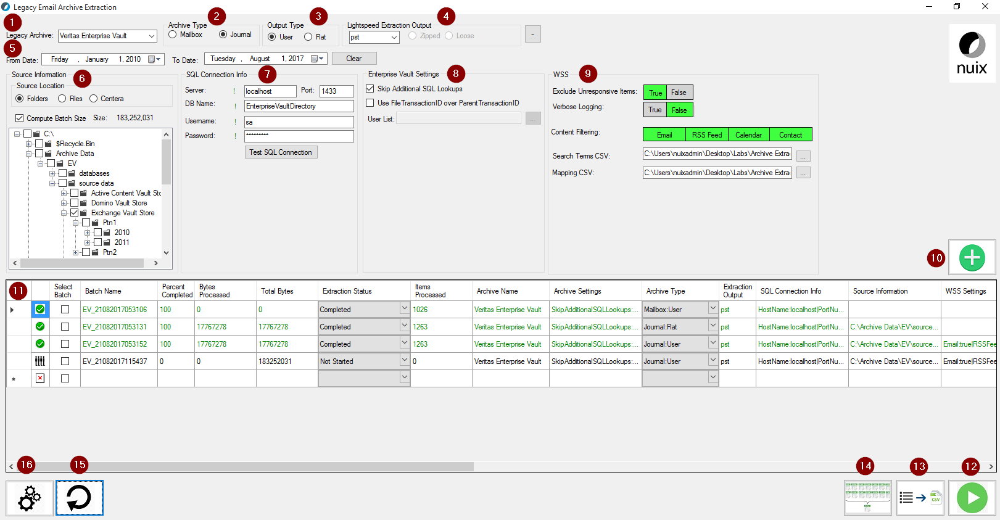 Legacy Email Archive Extraction
1 2 3 4
Legacy Archive: Veritas Enterprise Vault
Archive Type
Mailbox Journal
Output Type
User Flat
Lightspeed Extraction Output
pst Zipped Loose
-
nuix
5
From Date: Friday , January 1, 2010 To Date: Tuesday , August 1, 2017 Clear
Source Information 6
Source Location
Folders Files Centera
Compute Batch Size Size: 183,252,031
C:\
$Recycle.Bin
Archive Data
EV
databases
source data
Active Content Vault Stc
Domino Vault Store
Exchange Vault Store
Ptn1
2010
2011
Ptn2
SQL Connection Info 7
Server: ! localhost Port: 1433
DB Name: ! EnterpriseVaultDirectory
Username: ! sa
Password: ! *********
Test SQL Connection
Enterprise Vault Settings 8
Skip Additional SQL Lookups
Use FileTransactionID over ParentTransactionID
User List: ...
WSS 9
Exclude Unresponsive Items: True False
Verbose Logging: True False
Content Filtering: Email RSS Feed Calendar Contact
Search Terms CSV: C:\Users\nuixadmin\Desktop\Labs\Archive Extrac ...
Mapping CSV: C:\Users\nuixadmin\Desktop\Labs\Archive Extrac ...
10
11 Select Batch Batch Name Percent Completed Bytes Processed Total Bytes Extraction Status Items Processed Archive Name Archive Settings Archive Type Extraction Output SQL Connection Info Source Information WSS Settings
EV_21082017053106 100 0 0 Completed 1026 Veritas Enterprise Vault SkipAdditionalSQLLookups:... Mailbox:User pst HostName:localhost|PortNu...
EV_21082017053131 100 17767278 17767278 Completed 1263 Veritas Enterprise Vault SkipAdditionalSQLLookups:... Journal:Flat pst HostName:localhost|PortNu... C:\Archive Data\EV\source...
EV_21082017053152 100 17767278 17767278 Completed 1263 Veritas Enterprise Vault SkipAdditionalSQLLookups:... Journal:User pst HostName:localhost|PortNu... C:\Archive Data\EV\source... Email:true|RSSFee
EV_21082017115437 0 0 183252031 Not Started 0 Veritas Enterprise Vault SkipAdditionalSQLLookups:... Journal:User pst HostName:localhost|PortNu... C:\Archive Data\EV\source... Email:true|RSSFee
*
16 15 14 13 12
CSV